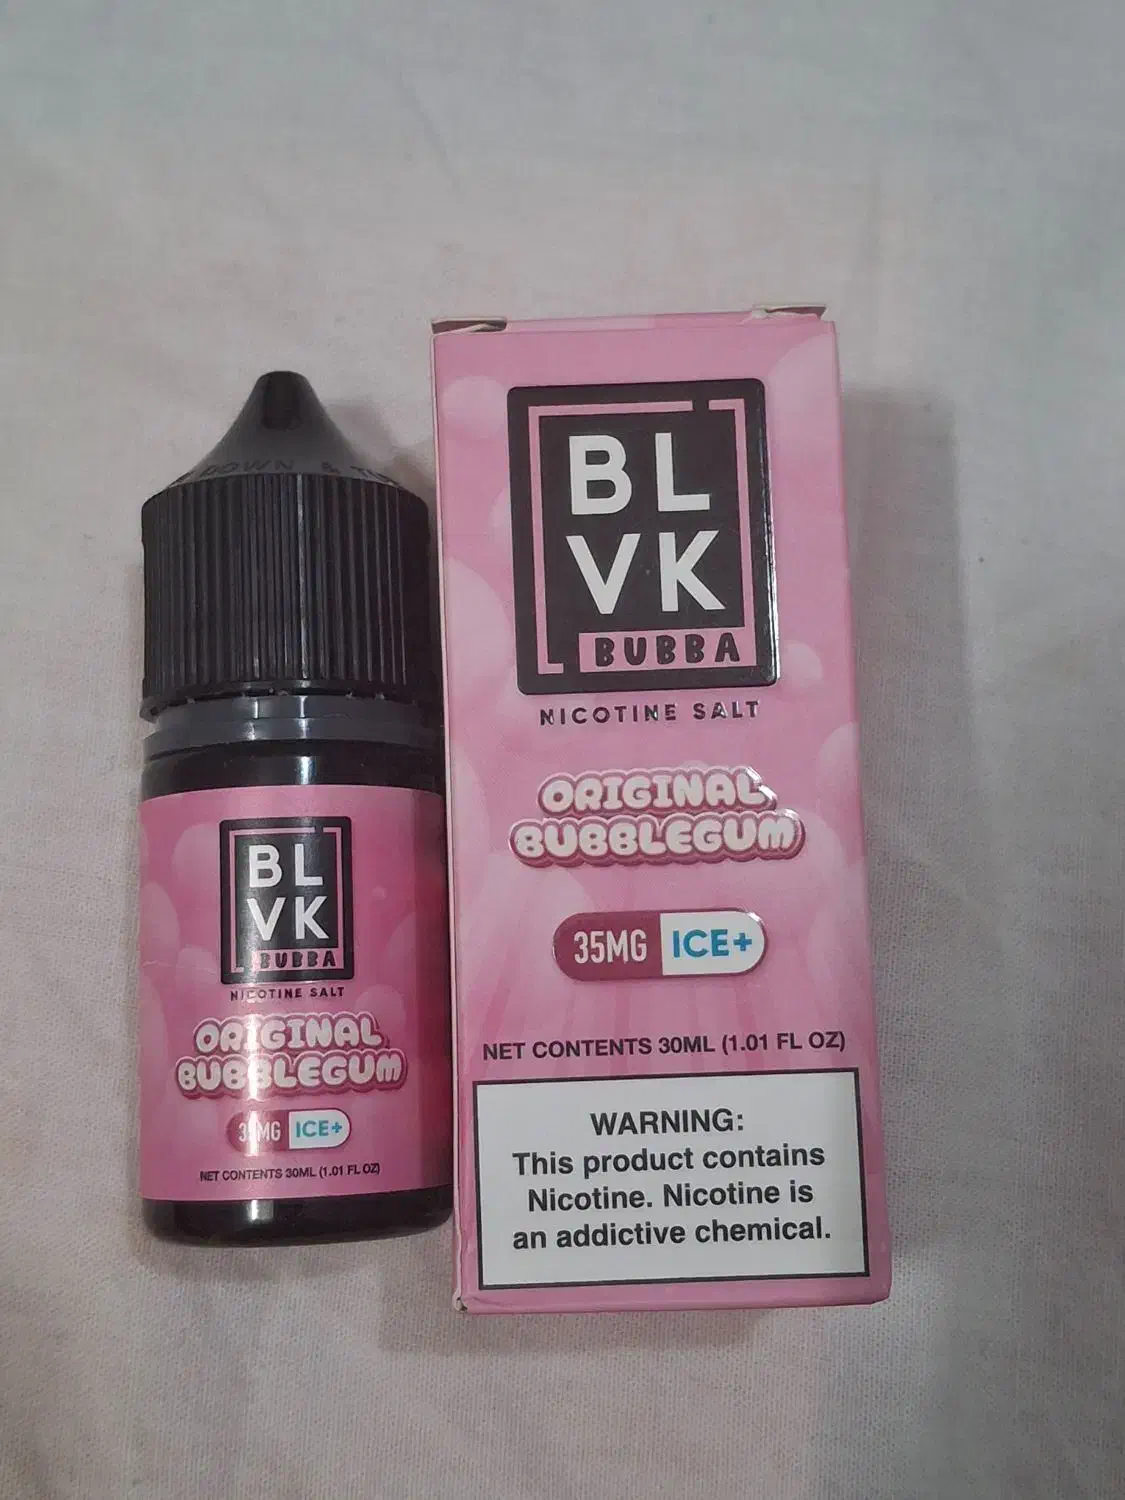 DOWN &
BL
VK
BUBBA
NICOTINE SALT
ORIGINAL
BUBBLEGUM
35MG ICE+
NET CONTENTS 30ML (1.01 FL OZ)
BL
VK
BUBBA
NICOTINE SALT
ORIGINAL
BUBBLEGUM
35MG ICE+
NET CONTENTS 30ML (1.01 FL OZ)
WARNING:
This product contains
Nicotine. Nicotine is
an addictive chemical.